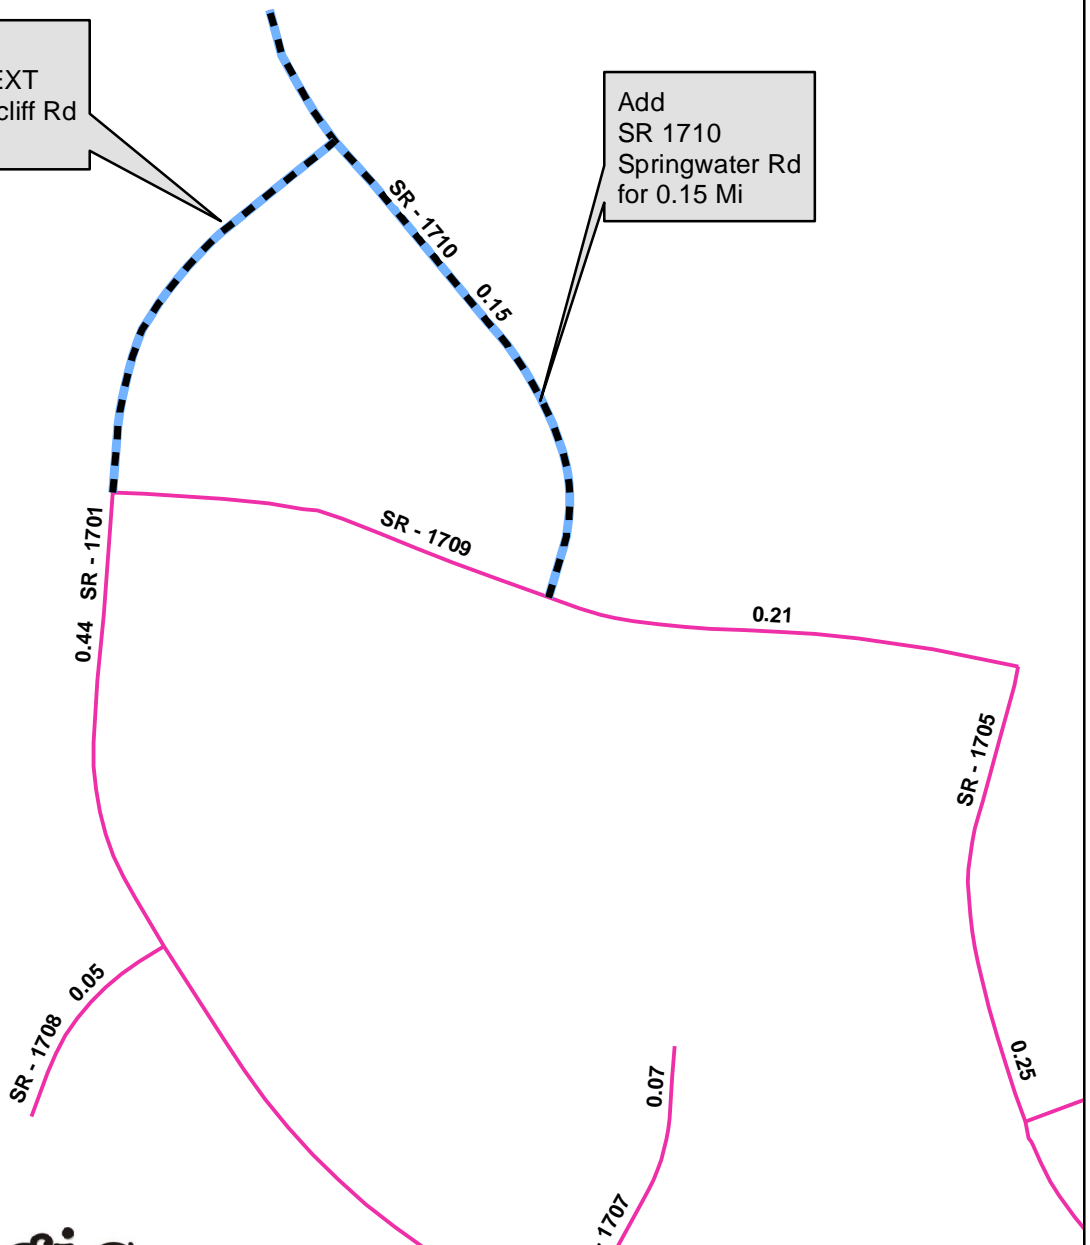 EXT
cliff Rd
Add
SR 1710
Springwater Rd
for 0.15 Mi
SR - 1710
0.15
SR - 1701
0.44
SR - 1709
0.21
SR - 1705
0.25
SR - 1708
0.05
0.07
1707